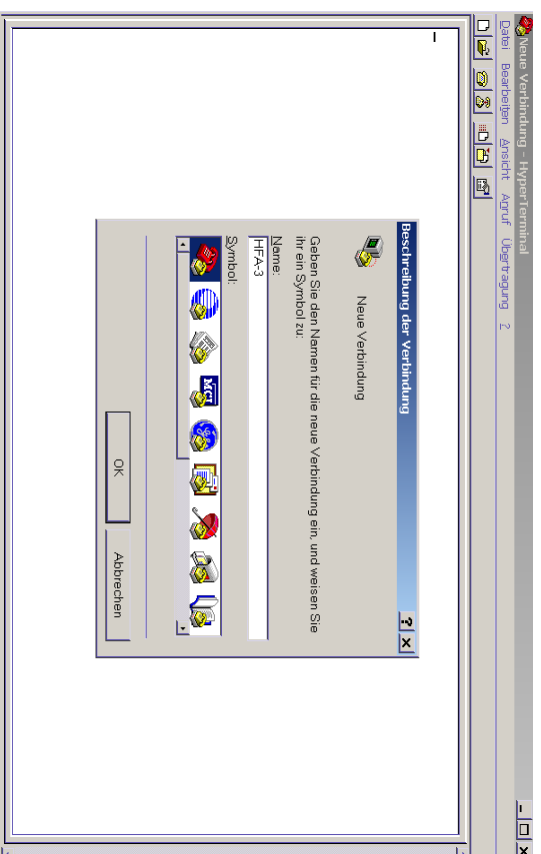 Neue Verbindung - HyperTerminal
Datei Bearbeiten Ansicht Anruf Übertragung ?
Beschreibung der Verbindung
Neue Verbindung
Geben Sie den Namen für die neue Verbindung ein, und weisen Sie
ihr ein Symbol zu:
Name:
HFA-3
Symbol:
MCI
OK Abbrechen